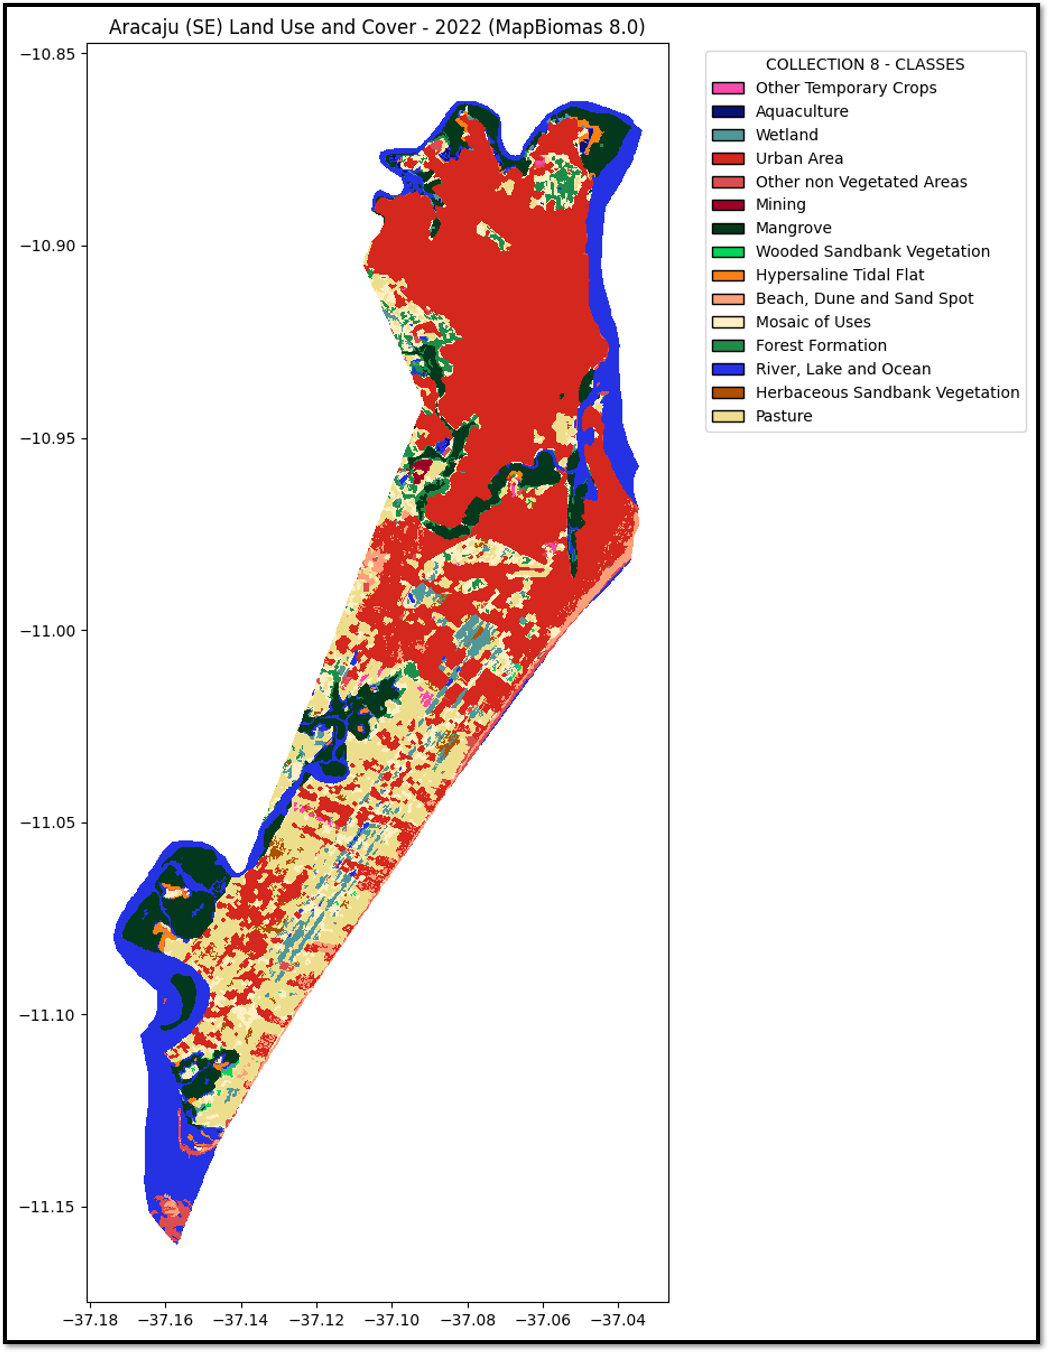 Aracaju (SE) Land Use and Cover - 2022 (MapBiomas 8.0)
−10.85
−10.90
−10.95
−11.00
−11.05
−11.10
−11.15
−37.18 −37.16 −37.14 −37.12 −37.10 −37.08 −37.06 −37.04
COLLECTION 8 - CLASSES
Other Temporary Crops
Aquaculture
Wetland
Urban Area
Other non Vegetated Areas
Mining
Mangrove
Wooded Sandbank Vegetation
Hypersaline Tidal Flat
Beach, Dune and Sand Spot
Mosaic of Uses
Forest Formation
River, Lake and Ocean
Herbaceous Sandbank Vegetation
Pasture